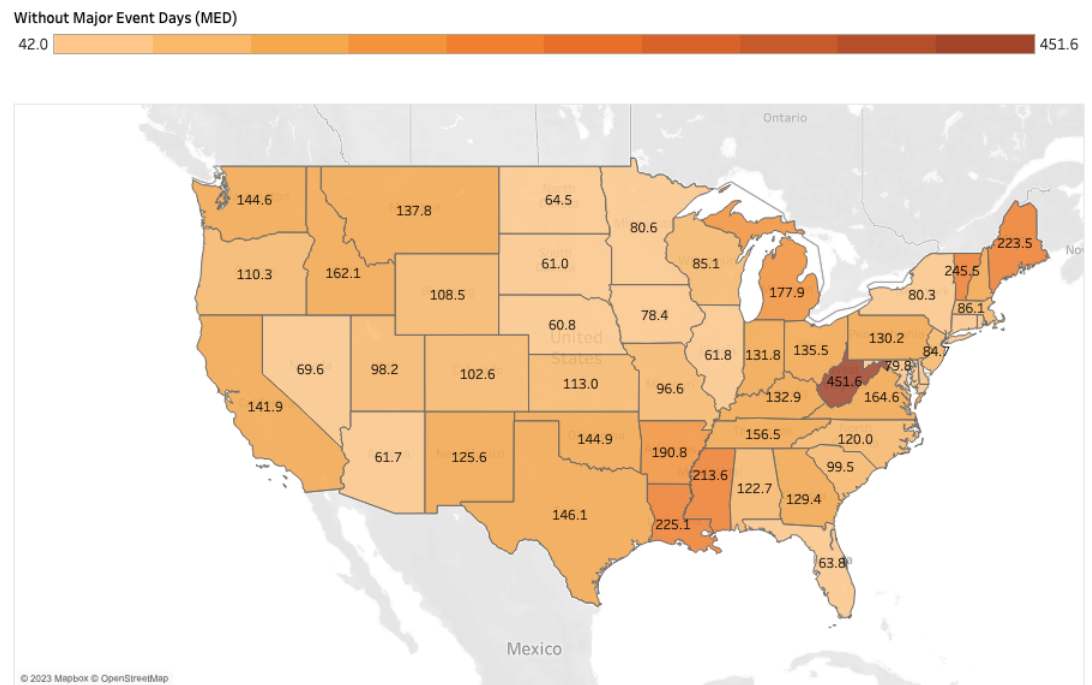 Without Major Event Days (MED)
42.0 451.6
Ontario
144.6 137.8 64.5 80.6 223.5
110.3 162.1 61.0 85.1 245.5
108.5 177.9 80.3
60.8 78.4 86.1
United
States
69.6 98.2 102.6 113.0 96.6 61.8 131.8 135.5 130.2 84.7
79.8
451.6
141.9 132.9 164.6
61.7 125.6 144.9 190.8 156.5 120.0
213.6 99.5
146.1 122.7 129.4
225.1
63.8
Mexico
© 2023 Mapbox © OpenStreetMap